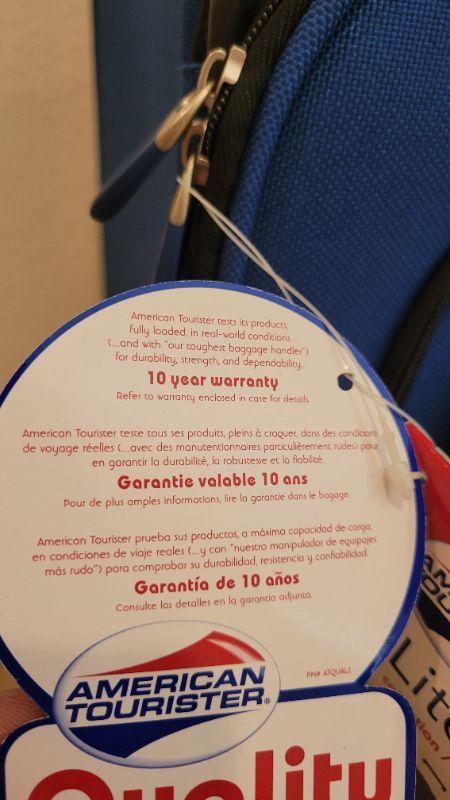 American Tourister tests its products,
fully loaded, in real-world conditions
(...and with "our toughest baggage handler")
for durability, strength, and dependability.
10 year warranty
Refer to warranty enclosed in case for details.
American Tourister teste tous ses produits, pleins à craquer, dans des conditions
de voyage réelles (...avec des manutentionnaires particulièrement rudes) pour
en garantir la durabilité, la robustesse et la fiabilité.
Garantie valable 10 ans
Pour de plus amples informations, lire la garantie dans le bagage.
American Tourister prueba sus productos, a máxima capacidad de carga,
en condiciones de viaje reales (...y con "nuestro manipulador de equipajes
más rudo") para comprobar su durabilidad, resistencia y confiabilidad.
Garantía de 10 años
Consulte los detalles en la garantía adjunta.
PN# ATQUAL2
AMERICAN
TOURISTER®
Quality